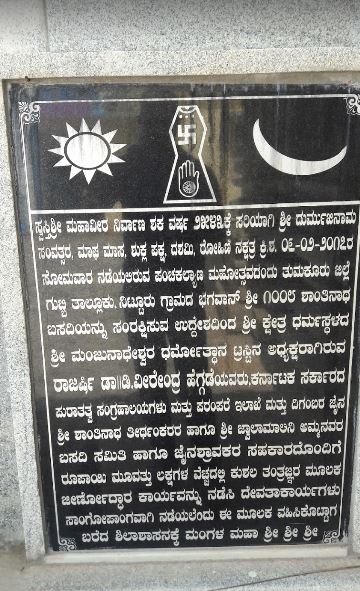 ಸ್ವಸ್ತಿಶ್ರೀ ಮಹಾವೀರ ನಿರ್ವಾಣ ಶಕ ವರ್ಷ ೨೫೪೩ಕ್ಕೆ ಸರಿಯಾಗಿ ಶ್ರೀ ದುರ್ಮುಖಿನಾಮ
ಸಂವತ್ಸರ, ಮಾಘ ಮಾಸ, ಶುಕ್ಲ ಪಕ್ಷ, ದಶಮಿ, ರೋಹಿಣಿ ನಕ್ಷತ್ರ ಕ್ರಿ.ಶ. ೦೬-೦೨-೨೦೧೭ರ
ಸೋಮವಾರ ನಡೆಯಲಿರುವ ಪಂಚಕಲ್ಯಾಣ ಮಹೋತ್ಸವದಂದು ತುಮಕೂರು ಜಿಲ್ಲೆ
ಗುಬ್ಬಿ ತಾಲ್ಲೂಕು, ನಿಟ್ಟೂರು ಗ್ರಾಮದ ಭಗವಾನ್ ಶ್ರೀ ೧೦೦೮ ಶಾಂತಿನಾಥ
ಬಸದಿಯನ್ನು ಸಂರಕ್ಷಿಸುವ ಉದ್ದೇಶದಿಂದ ಶ್ರೀ ಕ್ಷೇತ್ರ ಧರ್ಮಸ್ಥಳದ
ಶ್ರೀ ಮಂಜುನಾಥೇಶ್ವರ ಧರ್ಮೋತ್ಥಾನ ಟ್ರಸ್ಟಿನ ಅಧ್ಯಕ್ಷರಾಗಿರುವ
ರಾಜರ್ಷಿ ಡಾ||ಡಿ.ವೀರೇಂದ್ರ ಹೆಗ್ಗಡೆಯವರು,ಕರ್ನಾಟಕ ಸರ್ಕಾರದ
ಪುರಾತತ್ವ ಸಂಗ್ರಹಾಲಯಗಳು ಮತ್ತು ಪರಂಪರೆ ಇಲಾಖೆ ಮತ್ತು ದಿಗಂಬರ ಜೈನ
ಶ್ರೀ ಶಾಂತಿನಾಥ ತೀರ್ಥಂಕರರ ಹಾಗೂ ಶ್ರೀ ಜ್ವಾಲಾಮಾಲಿನಿ ಅಮ್ಮನವರ
ಬಸದಿ ಸಮಿತಿ ಹಾಗೂ ಜೈನಶ್ರಾವಕರ ಸಹಕಾರದೊಂದಿಗೆ
ರೂಪಾಯಿ ಮೂವತ್ತು ಲಕ್ಷಗಳ ವೆಚ್ಚದಲ್ಲಿ ಕುಶಲ ತಂತ್ರಜ್ಞರ ಮೂಲಕ
ಜೀರ್ಣೋದ್ಧಾರ ಕಾರ್ಯವನ್ನು ನಡೆಸಿ ದೇವತಾಕಾರ್ಯಗಳು
ಸಾಂಗೋಪಾಂಗವಾಗಿ ನಡೆಯಲೆಂದು ಈ ಮೂಲಕ ವಹಿಸಿಕೊಟ್ಟಾಗ
ಬರೆದ ಶಿಲಾಶಾಸನಕ್ಕೆ ಮಂಗಳ ಮಹಾ ಶ್ರೀ ಶ್ರೀ ಶ್ರೀ